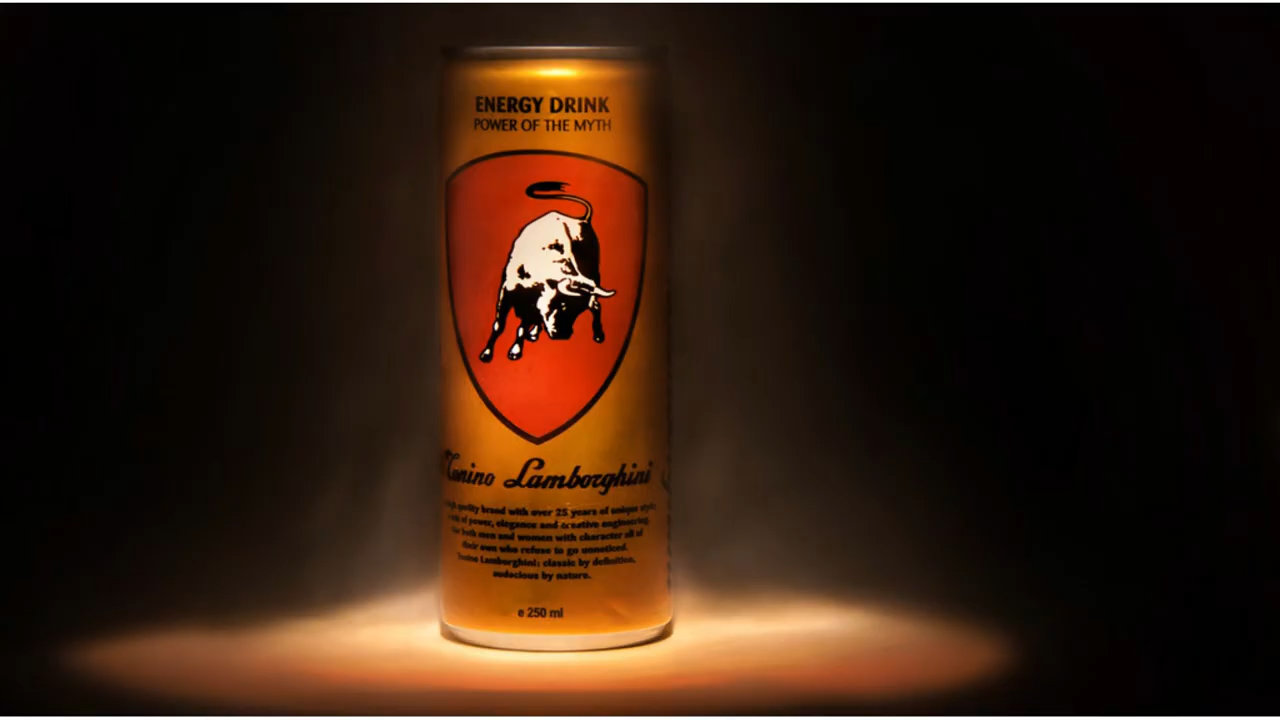 ENERGY DRINK
POWER OF THE MYTH
Tonino Lamborghini
high quality brand with over 25 years of unique style
of power, elegance and creative engineering.
for both men and women with character all of
their own who refuse to go unnoticed.
Tonino Lamborghini: classic by definition,
audacious by nature.
e 250 ml